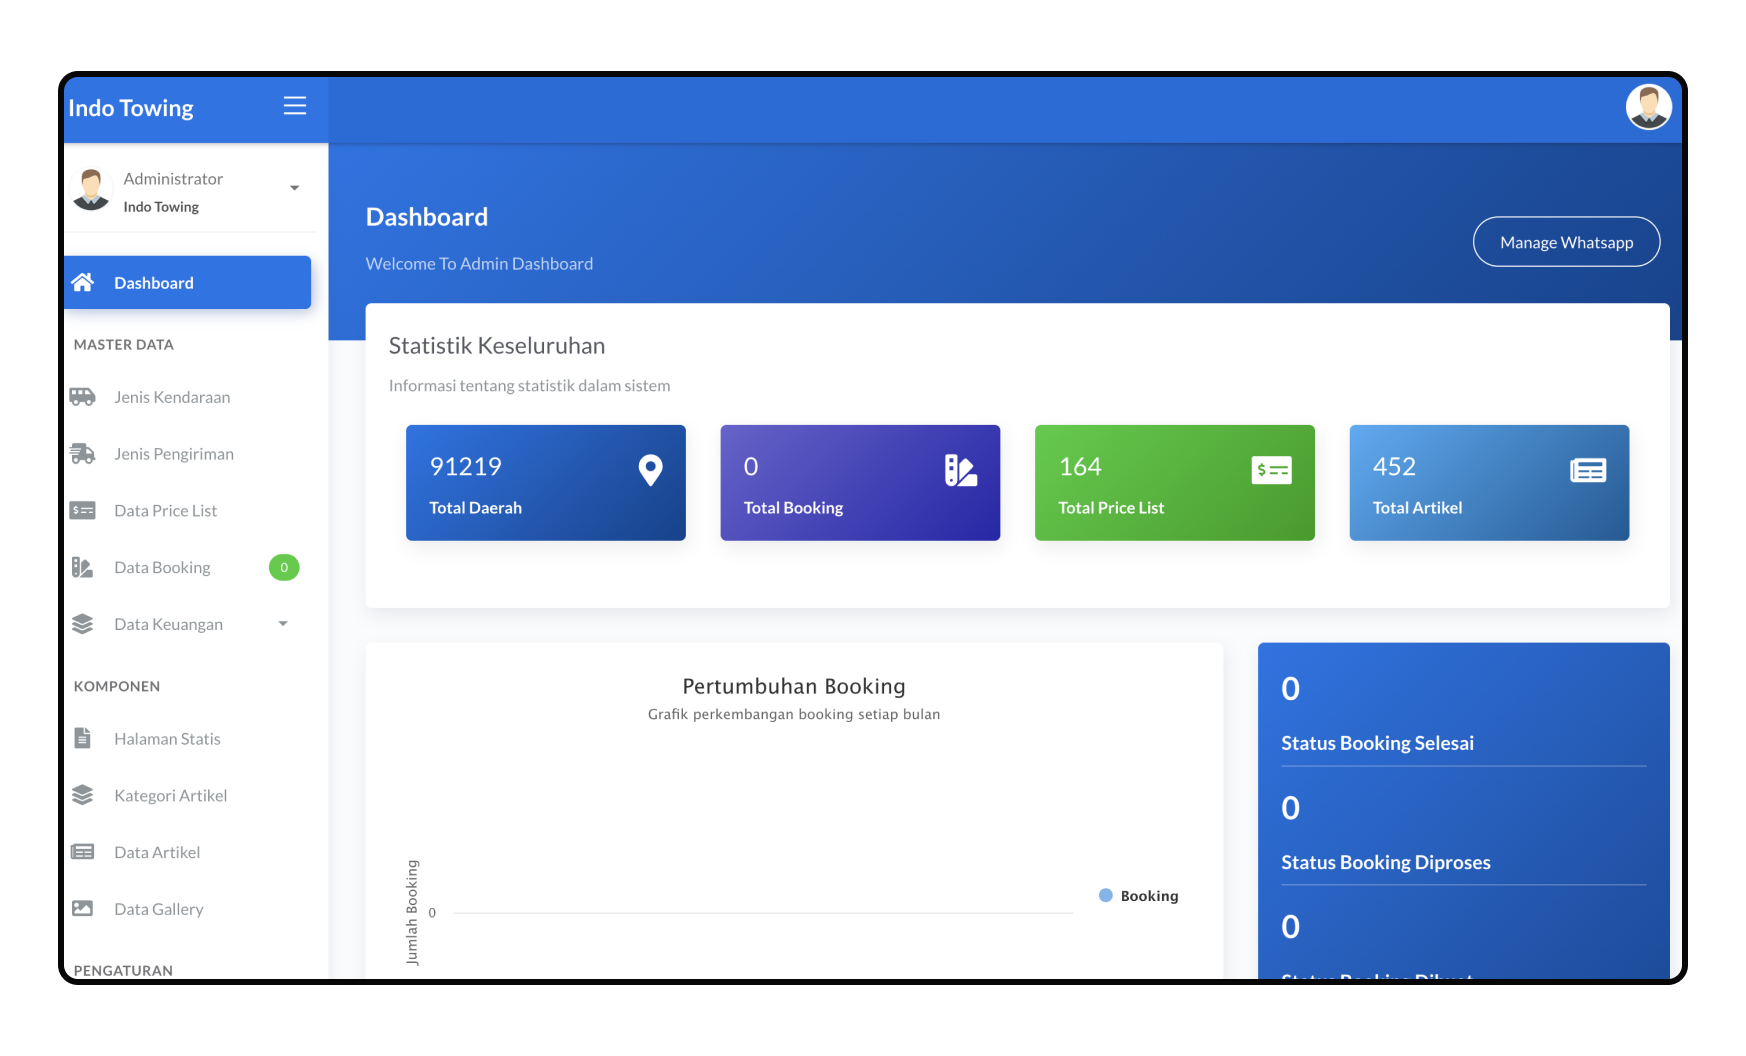 Indo Towing
Administrator
Indo Towing
Dashboard
MASTER DATA
Jenis Kendaraan
Jenis Pengiriman
Data Price List
Data Booking 0
Data Keuangan
KOMPONEN
Halaman Statis
Kategori Artikel
Data Artikel
Data Gallery
PENGATURAN
Dashboard
Welcome To Admin Dashboard
Manage Whatsapp
Statistik Keseluruhan
Informasi tentang statistik dalam sistem
91219
Total Daerah
0
Total Booking
164
Total Price List
452
Total Artikel
Pertumbuhan Booking
Grafik perkembangan booking setiap bulan
Jumlah Booking
0
Booking
0
Status Booking Selesai
0
Status Booking Diproses
0
Status Booking Dibuat